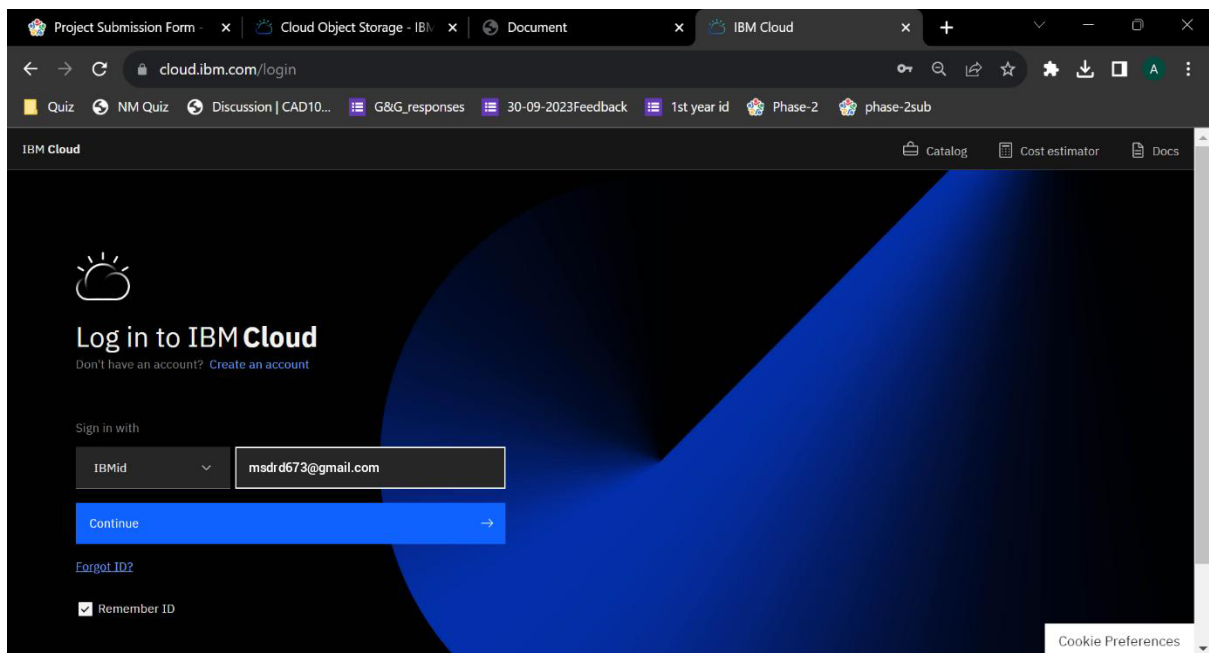 Project Submission Form -
Cloud Object Storage - IBM
Document
IBM Cloud
cloud.ibm.com/login
A
Quiz
NM Quiz
Discussion | CAD10...
G&G_responses
30-09-2023Feedback
1st year id
Phase-2
phase-2sub
IBM Cloud
Catalog
Cost estimator
Docs
Log in to IBM Cloud
Don't have an account? Create an account
Sign in with
IBMid
msdrd673@gmail.com
Continue
Forgot ID?
Remember ID
Cookie Preferences